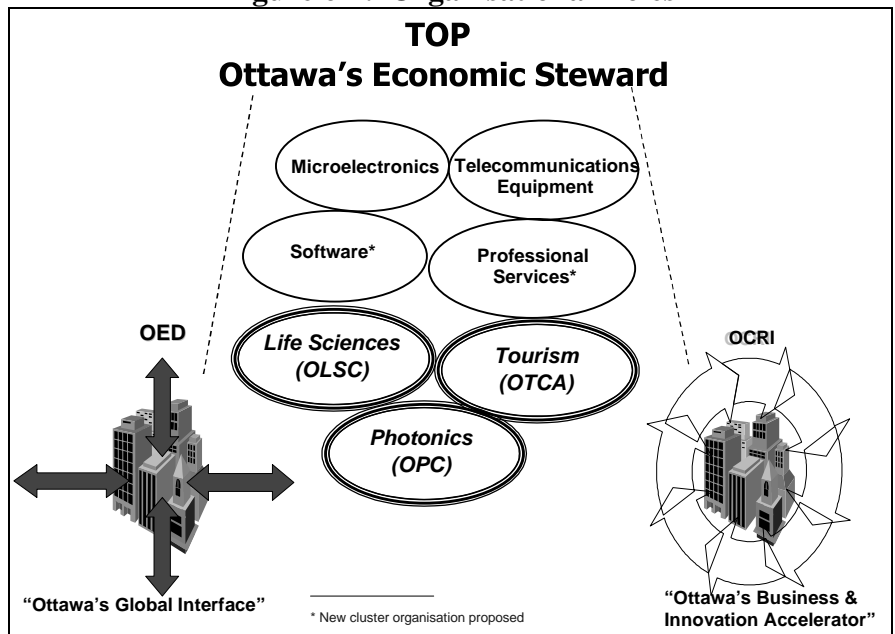 TOP
Ottawa's Economic Steward
Microelectronics
Telecommunications
Equipment
Software*
Professional
Services*
OED
Life Sciences
(OLSC)
Tourism
(OTCA)
OCRI
Photonics
(OPC)
"Ottawa's Global Interface"
* New cluster organisation proposed
"Ottawa's Business &
Innovation Accelerator"